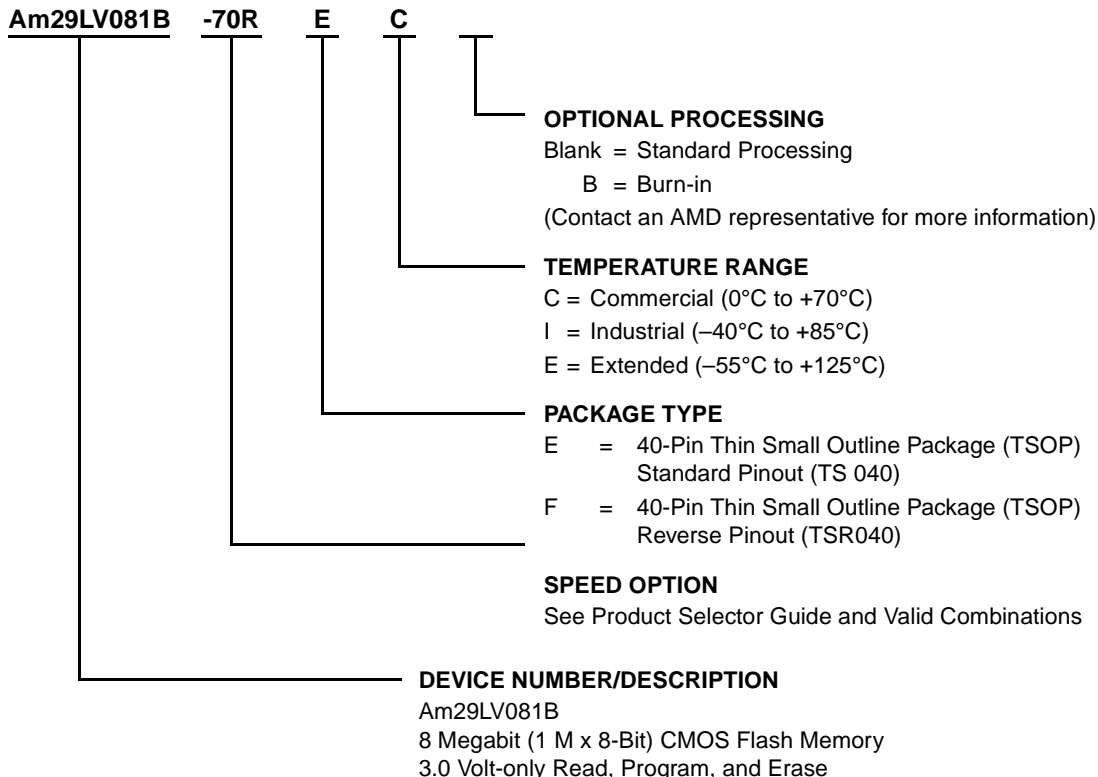 Am29LV081B -70R E C
OPTIONAL PROCESSING
Blank = Standard Processing
B = Burn-in
(Contact an AMD representative for more information)
TEMPERATURE RANGE
C = Commercial (0°C to +70°C)
I = Industrial (–40°C to +85°C)
E = Extended (–55°C to +125°C)
PACKAGE TYPE
E = 40-Pin Thin Small Outline Package (TSOP)
Standard Pinout (TS 040)
F = 40-Pin Thin Small Outline Package (TSOP)
Reverse Pinout (TSR040)
SPEED OPTION
See Product Selector Guide and Valid Combinations
DEVICE NUMBER/DESCRIPTION
Am29LV081B
8 Megabit (1 M x 8-Bit) CMOS Flash Memory
3.0 Volt-only Read, Program, and Erase